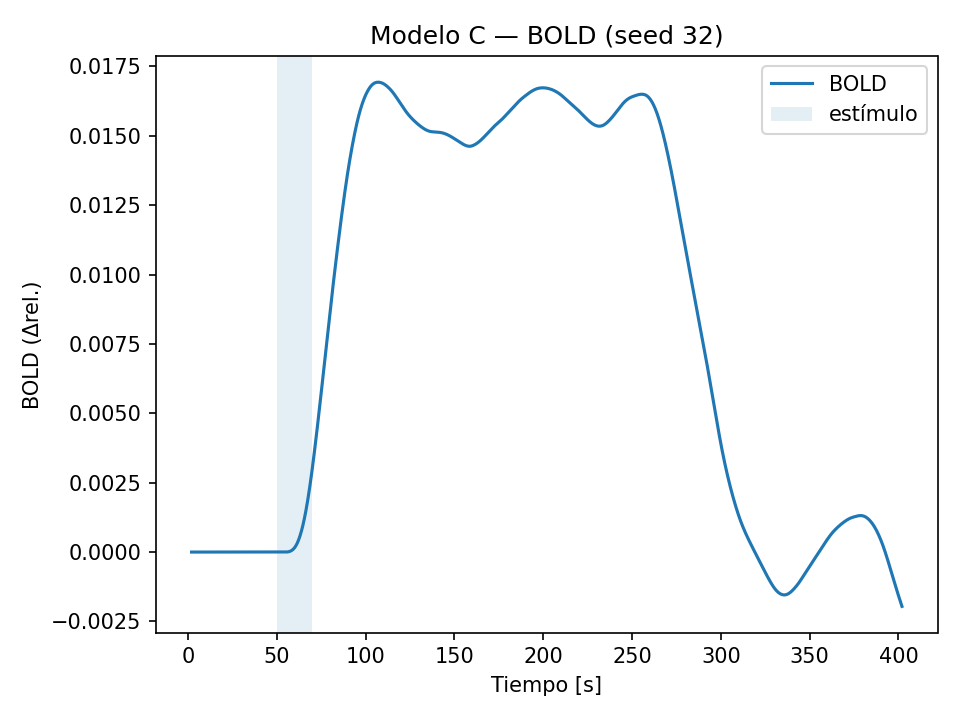 Modelo C — BOLD (seed 32)
BOLD
estímulo
BOLD (Δrel.)
0.0175
0.0150
0.0125
0.0100
0.0075
0.0050
0.0025
0.0000
−0.0025
0 50 100 150 200 250 300 350 400
Tiempo [s]